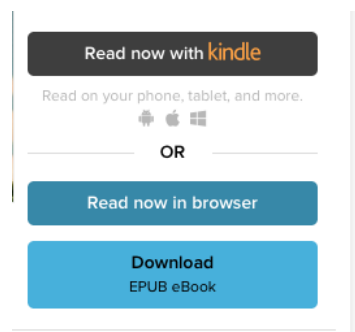 Read now with kindle
Read on your phone, tablet, and more.
OR
Read now in browser
Download
EPUB eBook